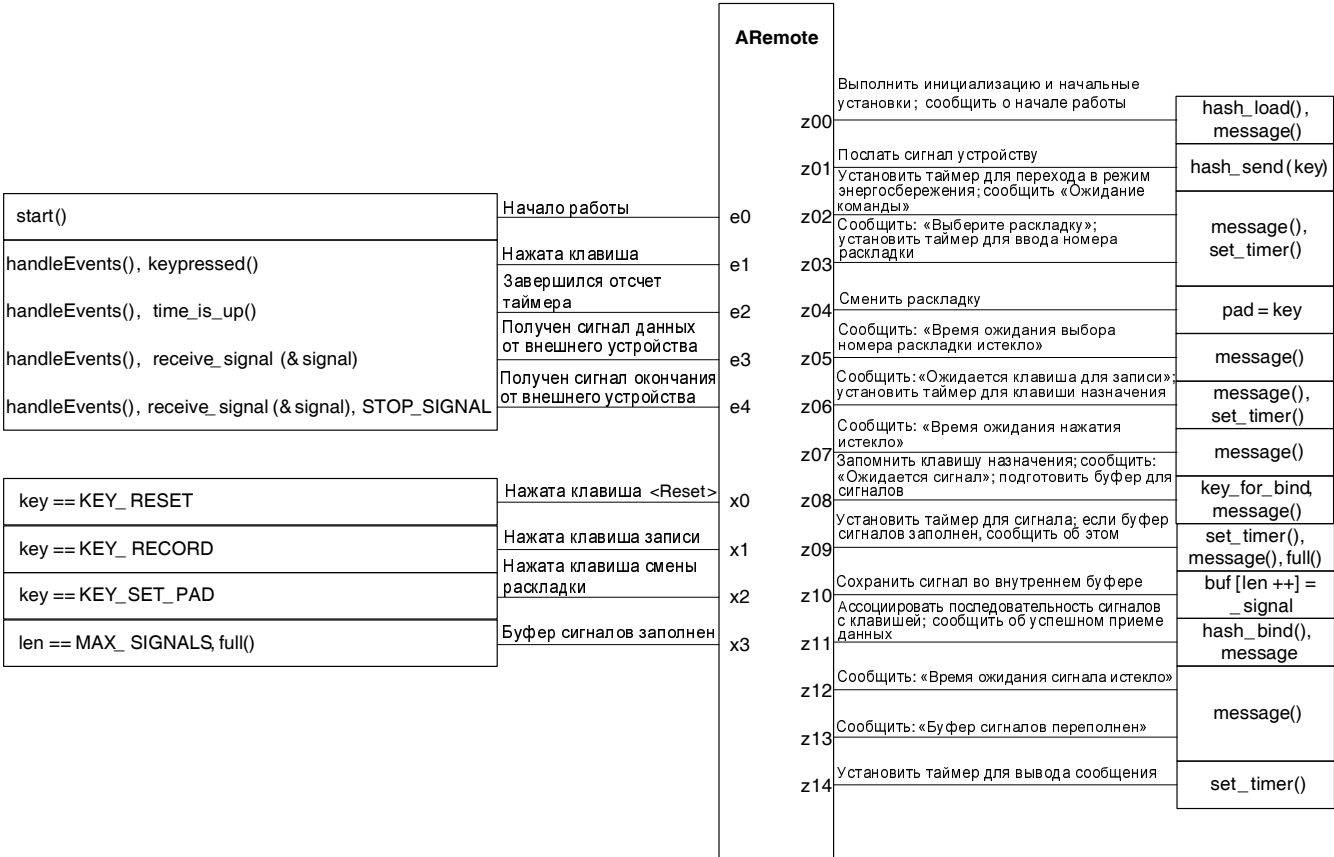 ARemote
start()
Начало работы
e0
handleEvents(), keypressed()
Нажата клавиша
e1
handleEvents(), time_is_up()
Завершился отсчет
таймера
e2
handleEvents(), receive_signal (& signal)
Получен сигнал данных
от внешнего устройства
e3
handleEvents(), receive_signal (& signal), STOP_SIGNAL
Получен сигнал окончания
от внешнего устройства
e4
key == KEY_ RESET
Нажата клавиша <Reset>
x0
key == KEY_ RECORD
Нажата клавиша записи
x1
key == KEY_SET_PAD
Нажата клавиша смены
раскладки
x2
len == MAX_ SIGNALS, full()
Буфер сигналов заполнен
x3
z00
Выполнить инициализацию и начальные
установки; сообщить о начале работы
hash_load(),
message()
z01
Послать сигнал устройству
hash_send(key)
z02
Установить таймер для перехода в режим
энергосбережения; сообщить «Ожидание
команды»
z03
Сообщить: «Выберите раскладку»;
установить таймер для ввода номера
раскладки
message(),
set_timer()
z04
Сменить раскладку
pad = key
z05
Сообщить: «Время ожидания выбора
номера раскладки истекло»
message()
z06
Сообщить: «Ожидается клавиша для записи»;
установить таймер для клавиши назначения
message(),
set_timer()
z07
Сообщить: «Время ожидания нажатия
истекло»
message()
z08
Запомнить клавишу назначения; сообщить:
«Ожидается сигнал»; подготовить буфер для
сигналов
key_for_bind,
message()
z09
Установить таймер для сигнала; если буфер
сигналов заполнен, сообщить об этом
set_timer(),
message(), full()
z10
Сохранить сигнал во внутреннем буфере
buf [len ++] =
_ signal
z11
Ассоциировать последовательность сигналов
с клавишей; сообщить об успешном приеме
данных
hash_bind(),
message
z12
Сообщить: «Время ожидания сигнала истекло»
z13
Сообщить: «Буфер сигналов переполнен»
message()
z14
Установить таймер для вывода сообщения
set_timer()